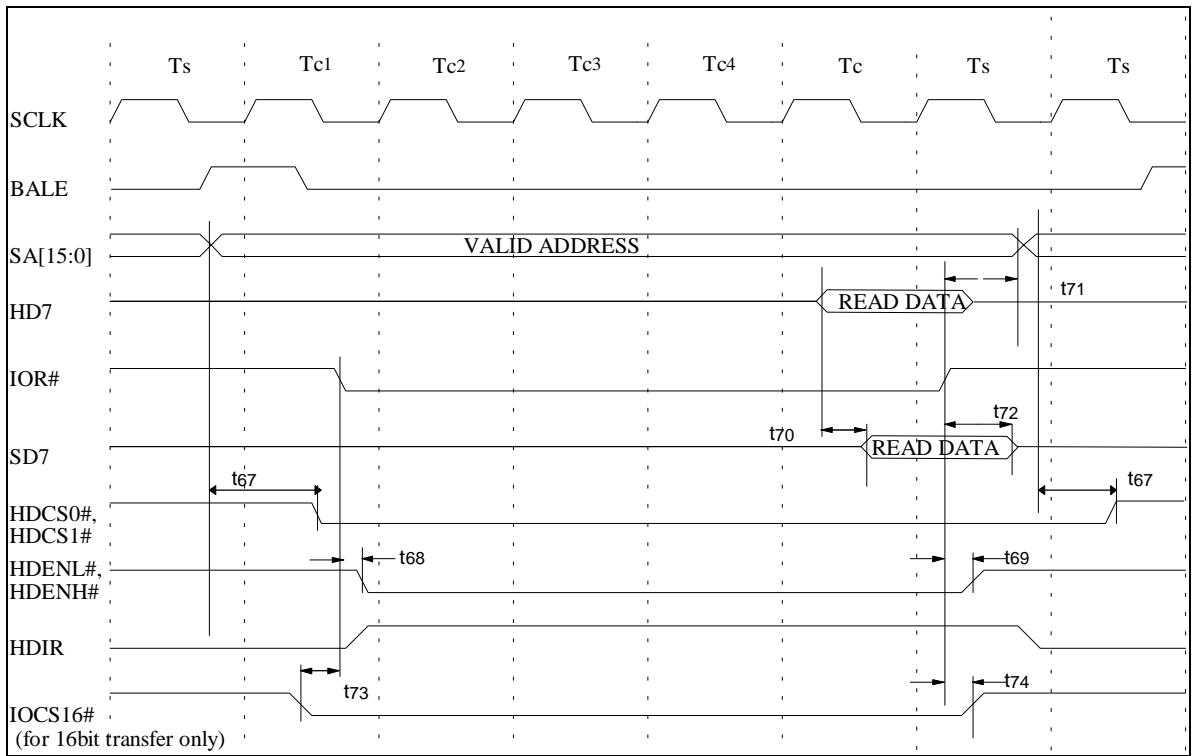 Ts Tc1 Tc2 Tc3 Tc4 Tc Ts Ts
SCLK
BALE
SA[15:0] VALID ADDRESS
HD7 READ DATA t71
IOR#
t70 t72
SD7 READ DATA
t67 t67
HDCS0#,
HDCS1#
t68 t69
HDENL#,
HDENH#
HDIR
t73 t74
IOCS16#
(for 16bit transfer only)